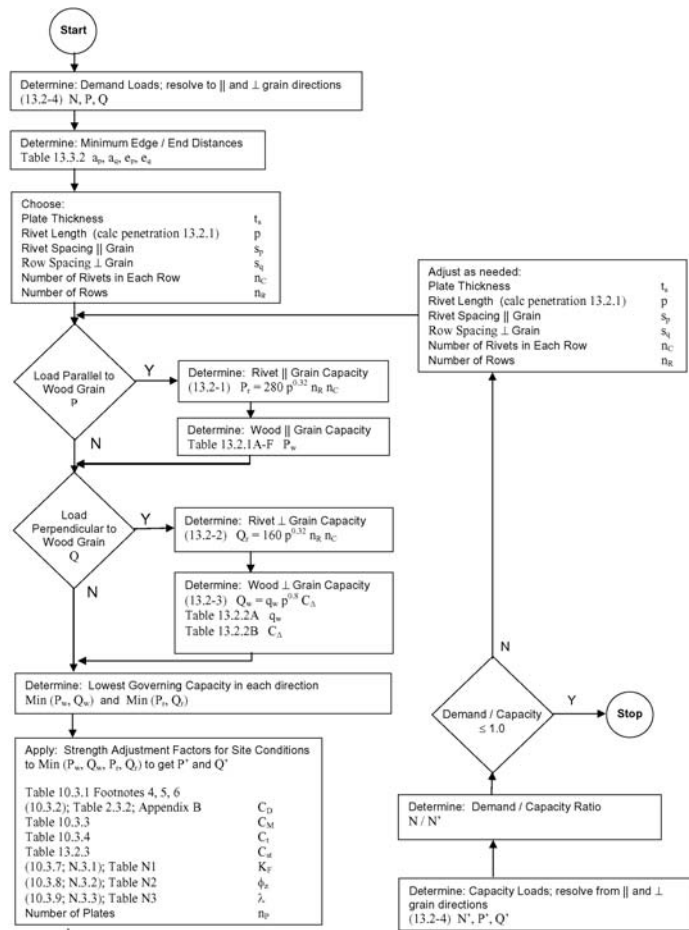 Start
Determine: Demand Loads; resolve to || and ⊥ grain directions
(13.2-4) N, P, Q
Determine: Minimum Edge / End Distances
Table 13.3.2 aₚ, a_q, eₚ, e_q
Choose:
Plate Thickness tₛ
Rivet Length (calc penetration 13.2.1) p
Rivet Spacing || Grain sₚ
Row Spacing ⊥ Grain s_q
Number of Rivets in Each Row n_C
Number of Rows n_R
Load Parallel to
Wood Grain
P
Y
N
Determine: Rivet || Grain Capacity
(13.2-1) Pᵣ = 280 p^0.32 n_R n_C
Determine: Wood || Grain Capacity
Table 13.2.1A-F P_w
Load
Perpendicular to
Wood Grain
Q
Y
N
Determine: Rivet ⊥ Grain Capacity
(13.2-2) Qᵣ = 160 p^0.32 n_R n_C
Determine: Wood ⊥ Grain Capacity
(13.2-3) Q_w = q_w p^0.8 C_Δ
Table 13.2.2A q_w
Table 13.2.2B C_Δ
Determine: Lowest Governing Capacity in each direction
Min (P_w, Q_w) and Min (Pᵣ, Qᵣ)
Apply: Strength Adjustment Factors for Site Conditions
to Min (P_w, Q_w, Pᵣ, Qᵣ) to get P' and Q'
Table 10.3.1 Footnotes 4, 5, 6
(10.3.2); Table 2.3.2; Appendix B C_D
Table 10.3.3 C_M
Table 10.3.4 C_t
Table 13.2.3 C_st
(10.3.7; N.3.1); Table N1 K_F
(10.3.8; N.3.2); Table N2 ϕ_z
(10.3.9; N.3.3); Table N3 λ
Number of Plates n_P
Adjust as needed:
Plate Thickness tₛ
Rivet Length (calc penetration 13.2.1) p
Rivet Spacing || Grain sₚ
Row Spacing ⊥ Grain s_q
Number of Rivets in Each Row n_C
Number of Rows n_R
N
Demand / Capacity
≤ 1.0
Y
Stop
Determine: Demand / Capacity Ratio
N / N'
Determine: Capacity Loads; resolve from || and ⊥
grain directions
(13.2-4) N', P', Q'